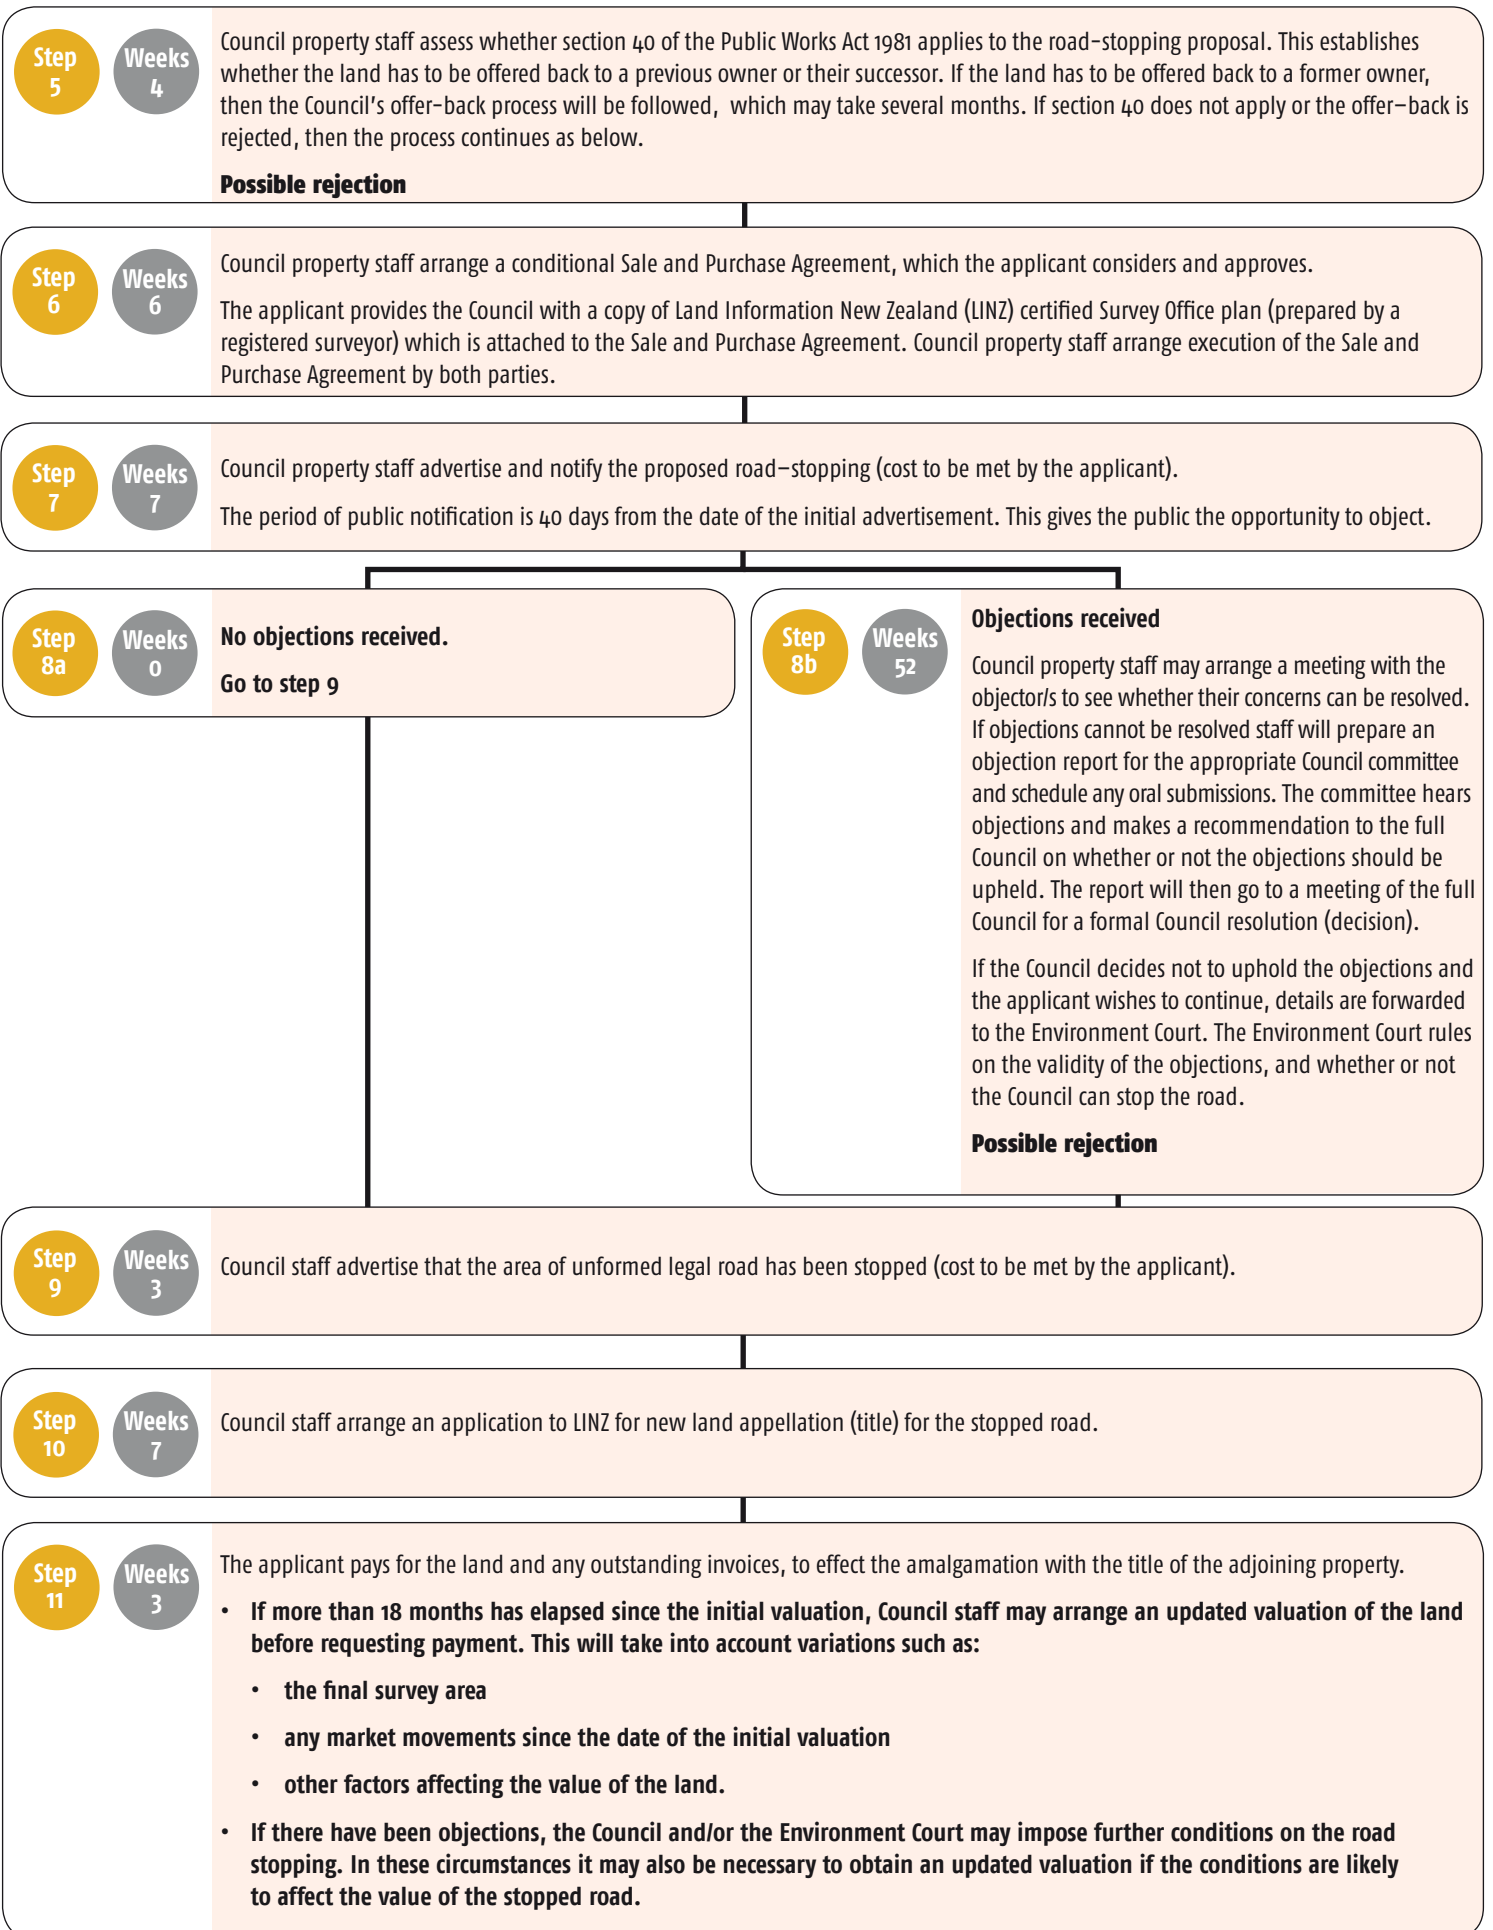 Step
5
Weeks
4
Council property staff assess whether section 40 of the Public Works Act 1981 applies to the road-stopping proposal. This establishes
whether the land has to be offered back to a previous owner or their successor. If the land has to be offered back to a former owner,
then the Council's offer-back process will be followed, which may take several months. If section 40 does not apply or the offer-back is
rejected, then the process continues as below.
Possible rejection
Step
6
Weeks
6
Council property staff arrange a conditional Sale and Purchase Agreement, which the applicant considers and approves.
The applicant provides the Council with a copy of Land Information New Zealand (LINZ) certified Survey Office plan (prepared by a
registered surveyor) which is attached to the Sale and Purchase Agreement. Council property staff arrange execution of the Sale and
Purchase Agreement by both parties.
Step
7
Weeks
7
Council property staff advertise and notify the proposed road-stopping (cost to be met by the applicant).
The period of public notification is 40 days from the date of the initial advertisement. This gives the public the opportunity to object.
Step
8a
Weeks
0
No objections received.
Go to step 9
Step
8b
Weeks
52
Objections received
Council property staff may arrange a meeting with the
objector/s to see whether their concerns can be resolved.
If objections cannot be resolved staff will prepare an
objection report for the appropriate Council committee
and schedule any oral submissions. The committee hears
objections and makes a recommendation to the full
Council on whether or not the objections should be
upheld. The report will then go to a meeting of the full
Council for a formal Council resolution (decision).
If the Council decides not to uphold the objections and
the applicant wishes to continue, details are forwarded
to the Environment Court. The Environment Court rules
on the validity of the objections, and whether or not
the Council can stop the road.
Possible rejection
Step
9
Weeks
3
Council staff advertise that the area of unformed legal road has been stopped (cost to be met by the applicant).
Step
10
Weeks
7
Council staff arrange an application to LINZ for new land appellation (title) for the stopped road.
Step
11
Weeks
3
The applicant pays for the land and any outstanding invoices, to effect the amalgamation with the title of the adjoining property.
• If more than 18 months has elapsed since the initial valuation, Council staff may arrange an updated valuation of the land
before requesting payment. This will take into account variations such as:
• the final survey area
• any market movements since the date of the initial valuation
• other factors affecting the value of the land.
• If there have been objections, the Council and/or the Environment Court may impose further conditions on the road
stopping. In these circumstances it may also be necessary to obtain an updated valuation if the conditions are likely
to affect the value of the stopped road.